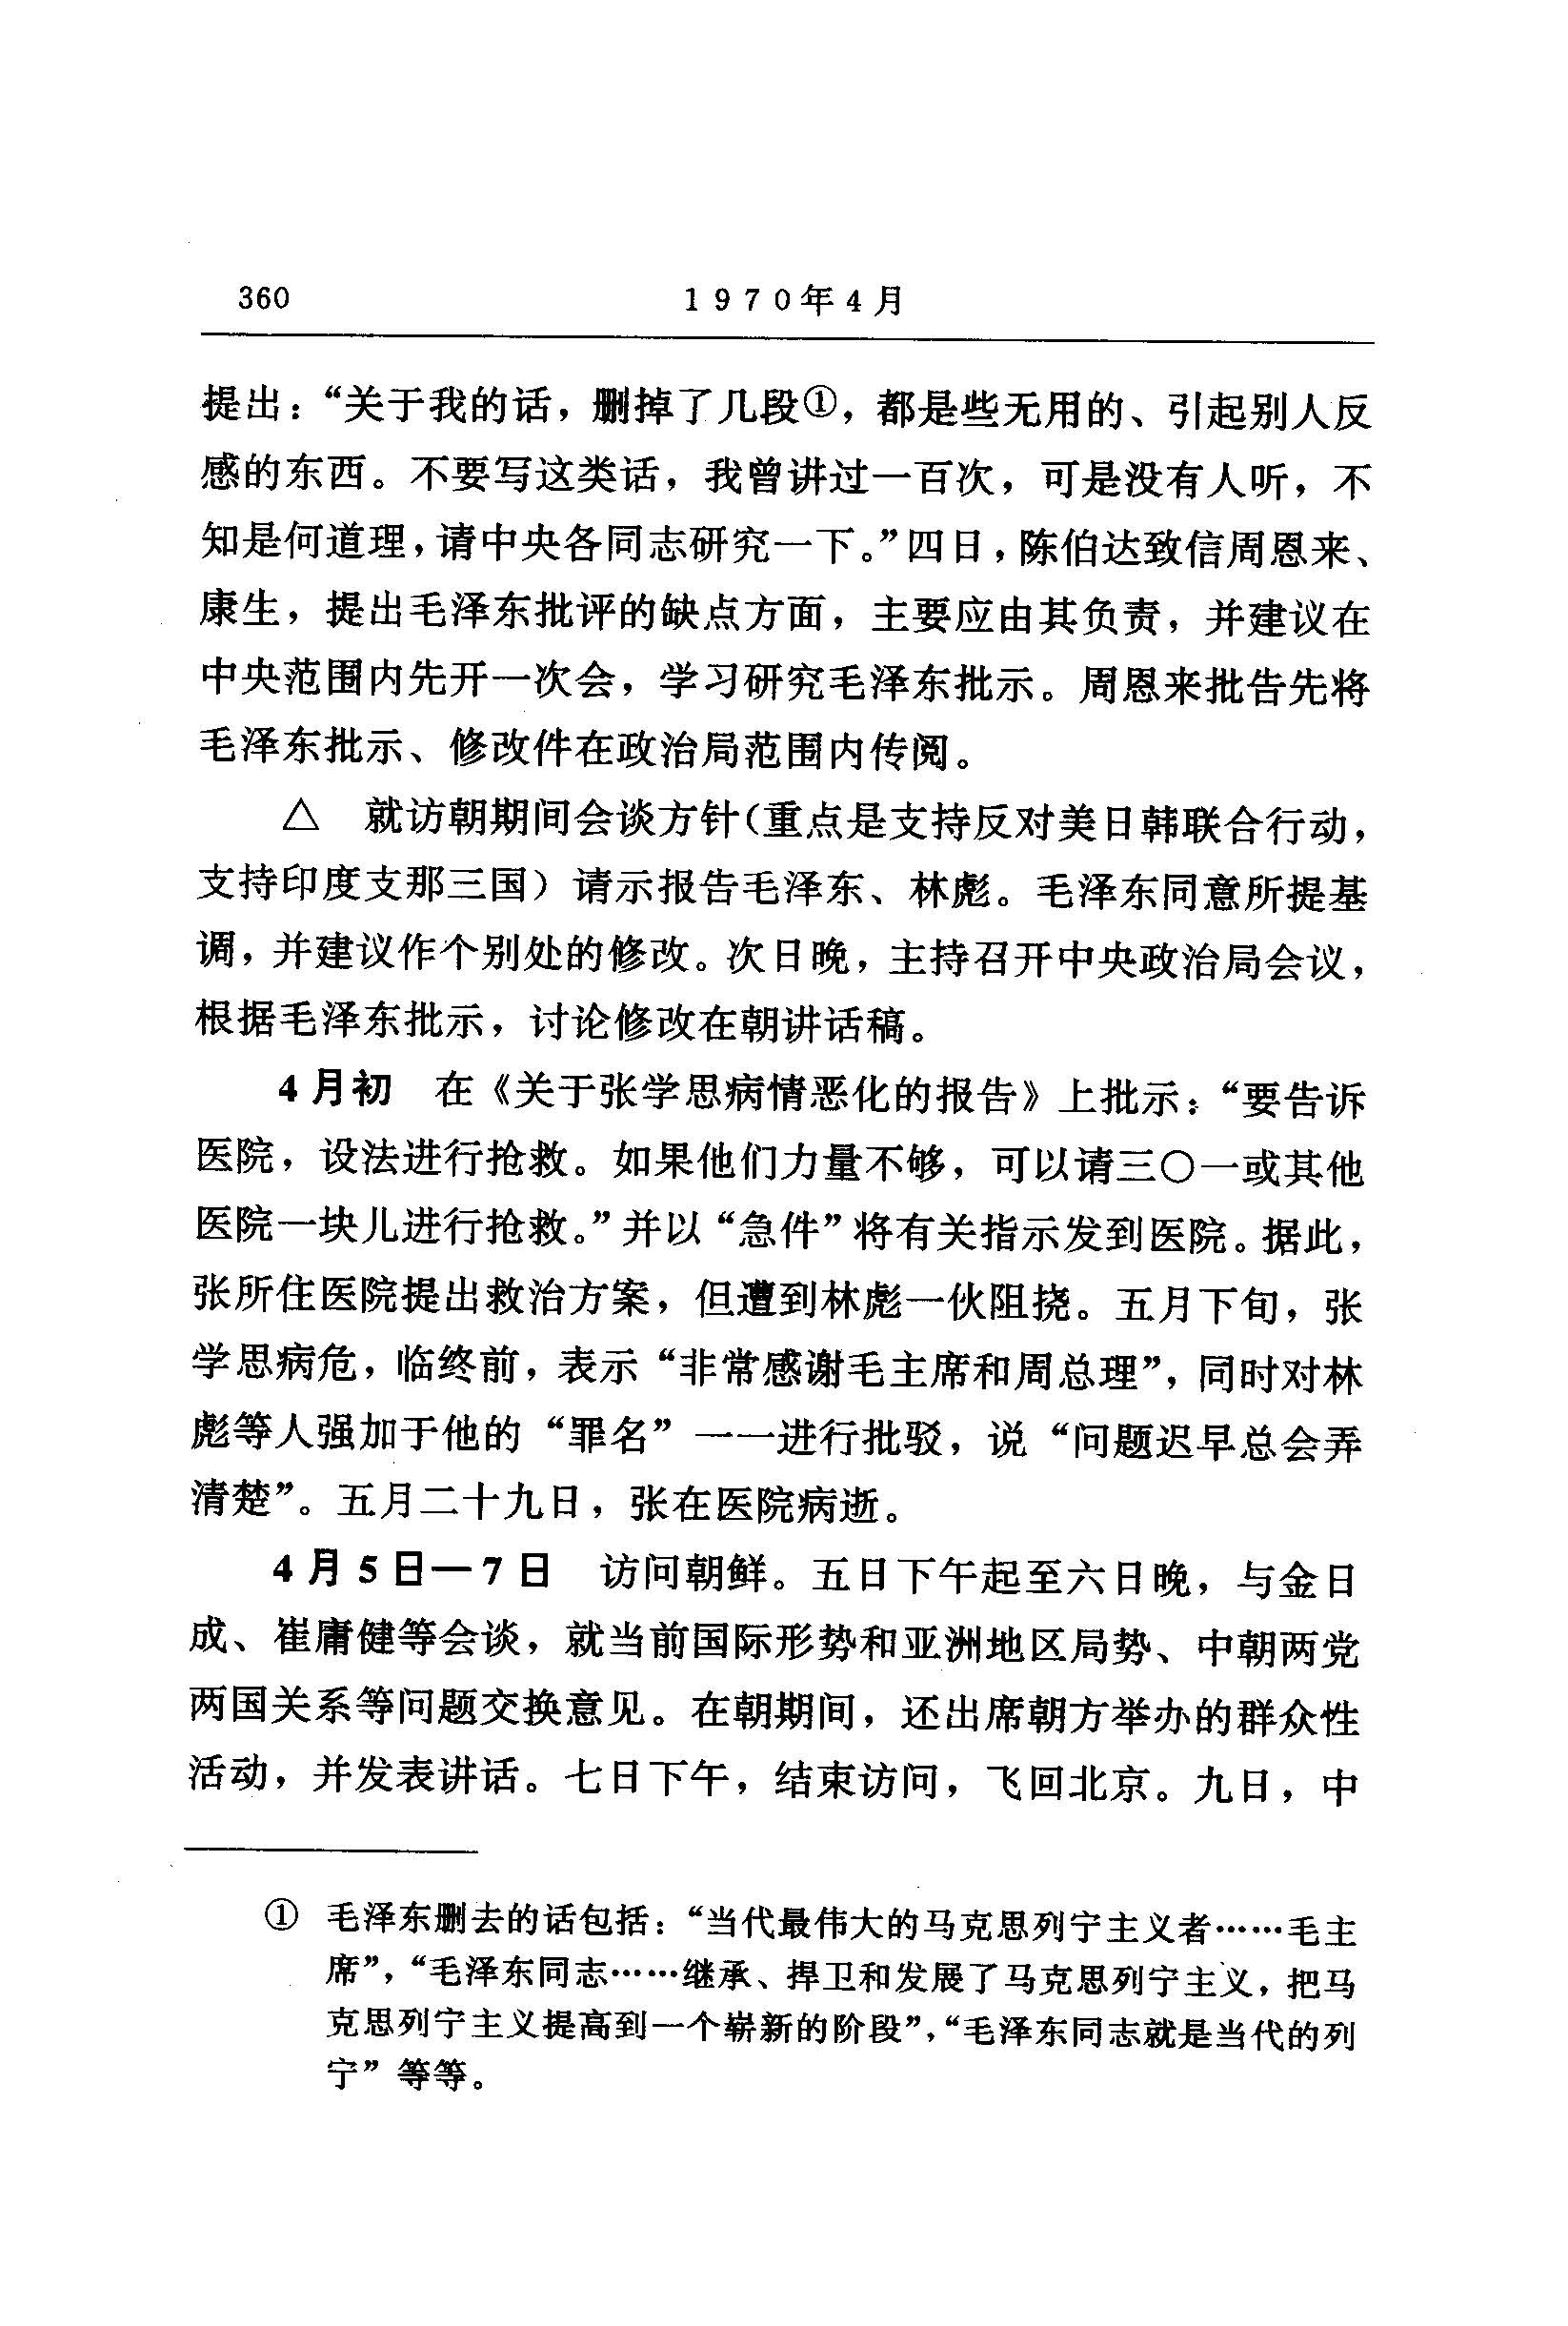 360
1970年4月
提出：“关于我的话，删掉了几段①，都是些无用的、引起别人反
感的东西。不要写这类话，我曾讲过一百次，可是没有人听，不
知是何道理，请中央各同志研究一下。”四日，陈伯达致信周恩来、
康生，提出毛泽东批评的缺点方面，主要应由其负责，并建议在
中央范围内先开一次会，学习研究毛泽东批示。周恩来批告先将
毛泽东批示、修改件在政治局范围内传阅。
△　就访朝期间会谈方针(重点是支持反对美日韩联合行动，
支持印度支那三国）请示报告毛泽东、林彪。毛泽东同意所提基
调，并建议作个别处的修改。次日晚，主持召开中央政治局会议，
根据毛泽东批示，讨论修改在朝讲话稿。
4月初　在《关于张学思病情恶化的报告》上批示：“要告诉
医院，设法进行抢救。如果他们力量不够，可以请三〇一或其他
医院一块儿进行抢救。”并以“急件”将有关指示发到医院。据此，
张所住医院提出救治方案，但遭到林彪一伙阻挠。五月下旬，张
学思病危，临终前，表示“非常感谢毛主席和周总理”，同时对林
彪等人强加于他的“罪名”一一进行批驳，说“问题迟早总会弄
清楚”。五月二十九日，张在医院病逝。
4月5日—7日　访问朝鲜。五日下午起至六日晚，与金日
成、崔庸健等会谈，就当前国际形势和亚洲地区局势、中朝两党
两国关系等问题交换意见。在朝期间，还出席朝方举办的群众性
活动，并发表讲话。七日下午，结束访问，飞回北京。九日，中
①　毛泽东删去的话包括：“当代最伟大的马克思列宁主义者……毛主
席”，“毛泽东同志……继承、捍卫和发展了马克思列宁主义，把马
克思列宁主义提高到一个崭新的阶段”，“毛泽东同志就是当代的列
宁”等等。